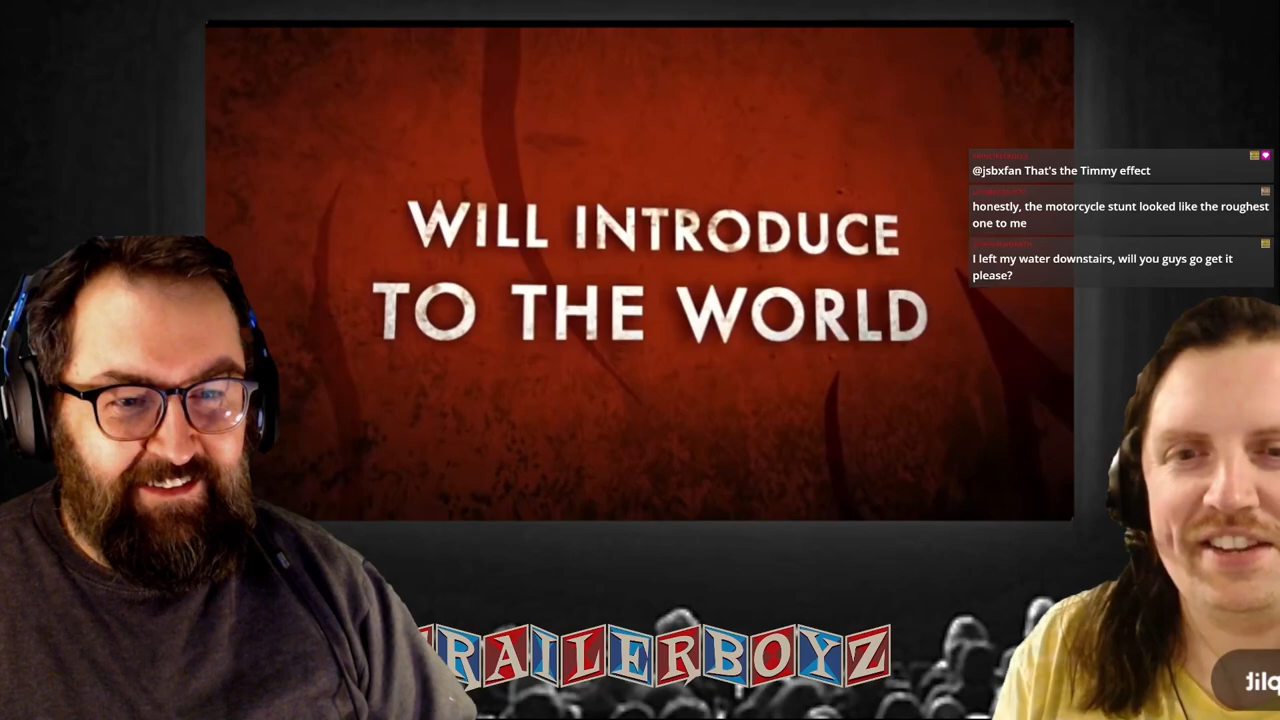 WILL INTRODUCE
TO THE WORLD
@jsbxfan That's the Timmy effect
honestly, the motorcycle stunt looked like the roughest
one to me
I left my water downstairs, will you guys go get it
please?
RAILERBOYZ